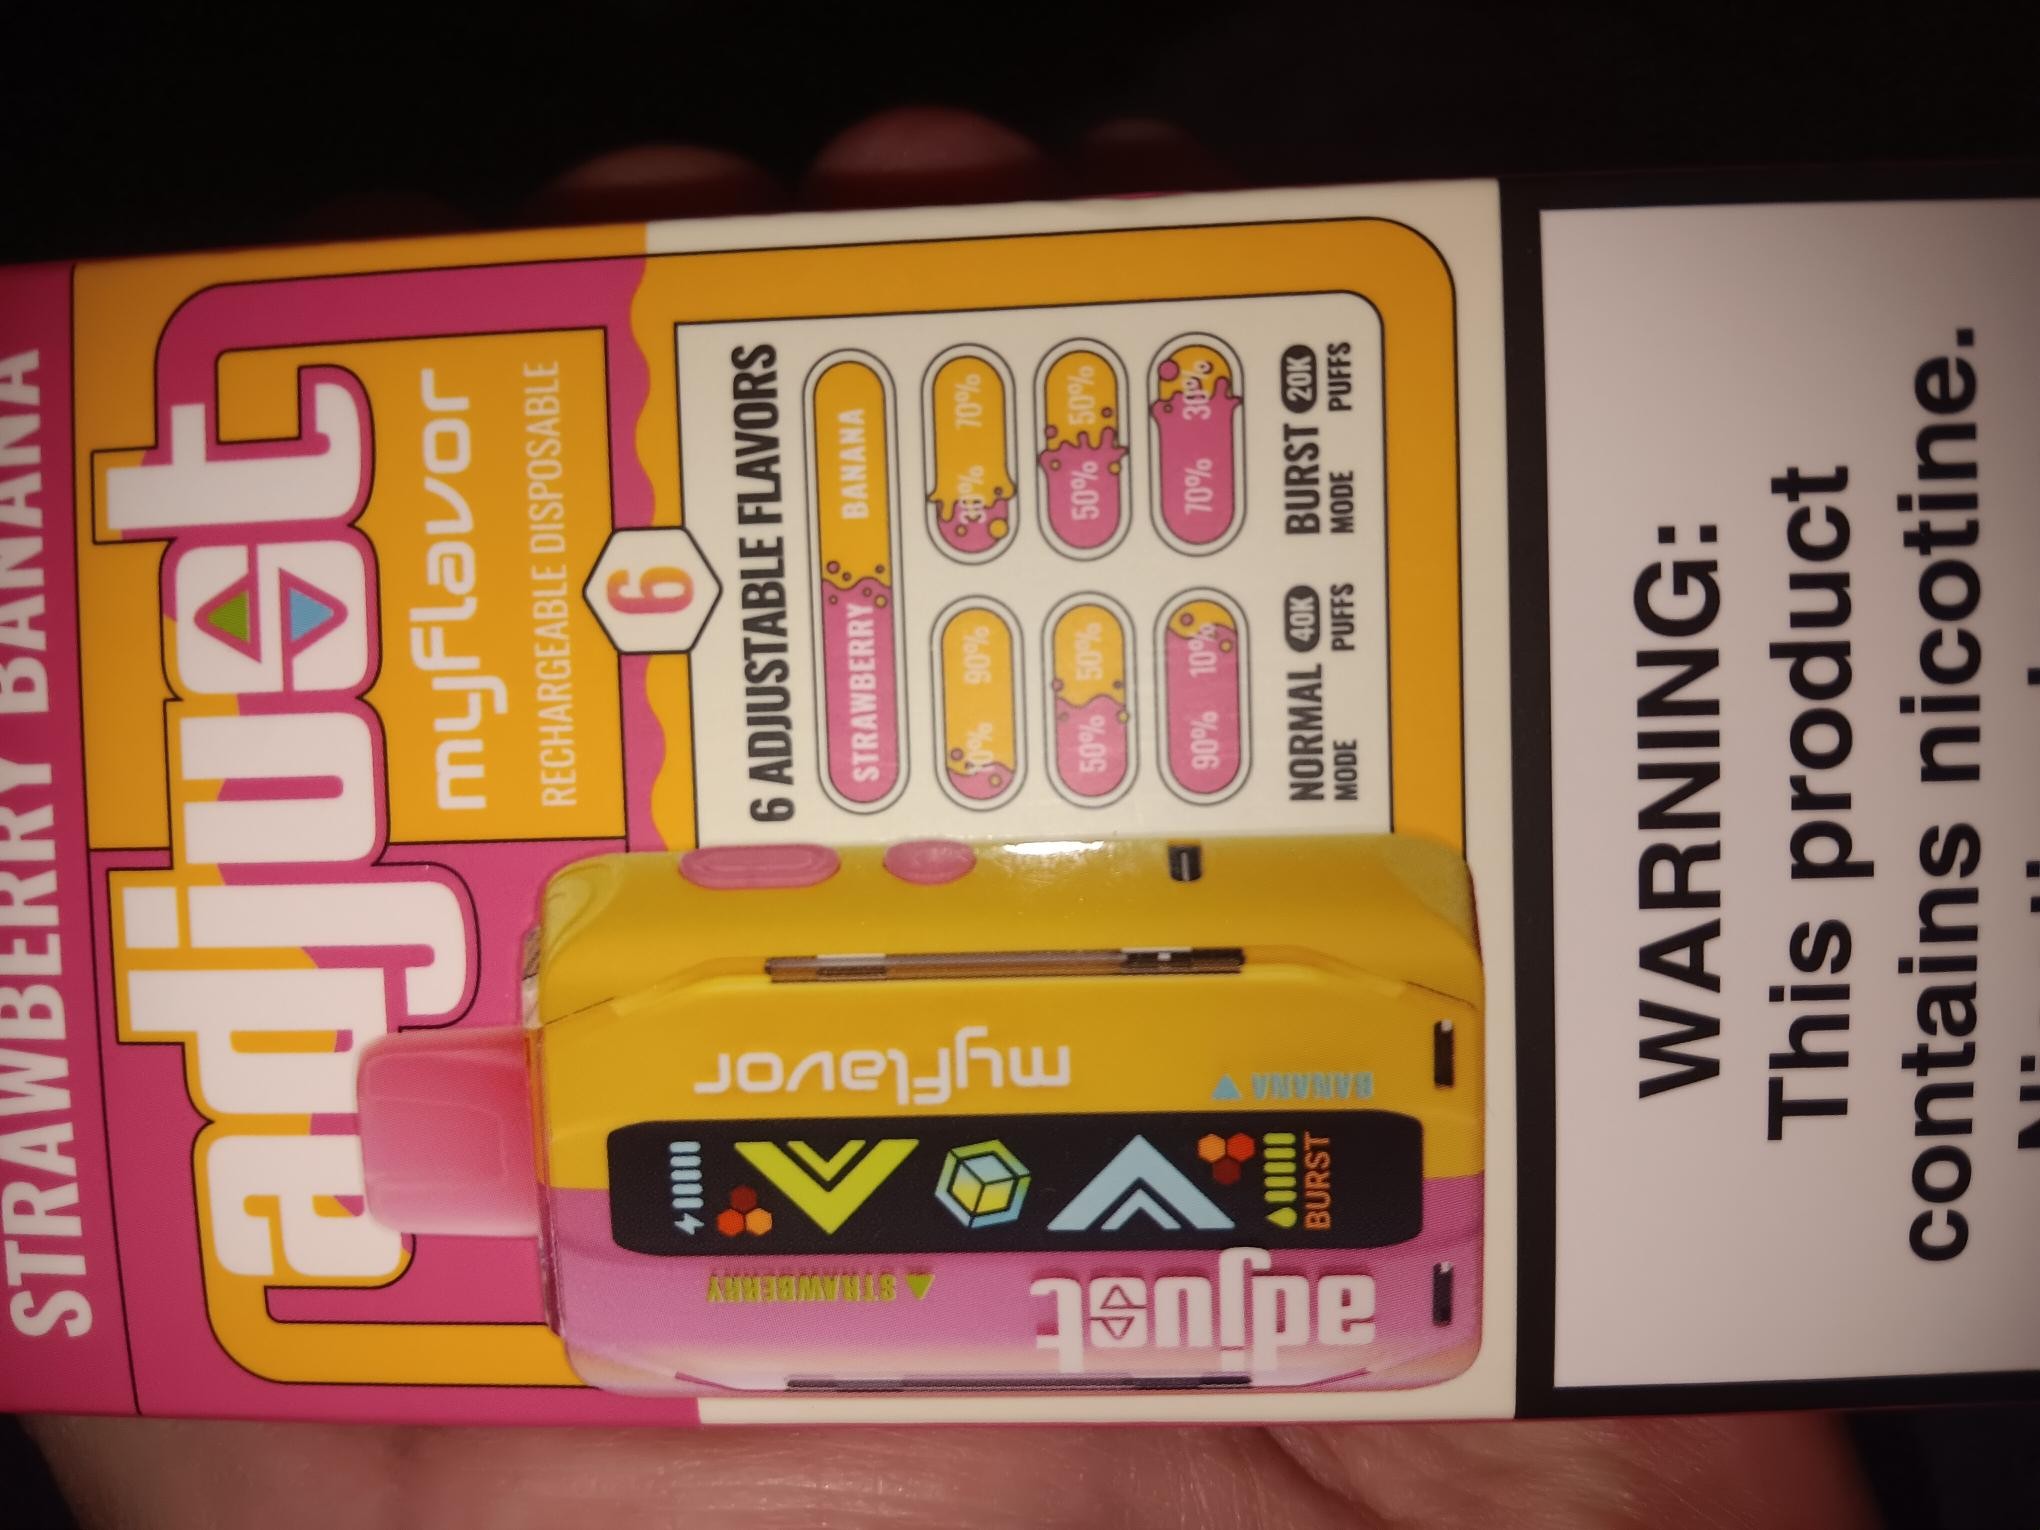 STRAWBERRY BANANA
adjust
myflavor
RECHARGEABLE DISPOSABLE
6
6 ADJUSTABLE FLAVORS
STRAWBERRY BANANA
10% 90%
30% 70%
50% 50%
50% 50%
90% 10%
70% 30%
NORMAL MODE 40K PUFFS
BURST MODE 20K PUFFS
STRAWBERRY
adjust
BURST
myflavor
BANANA
WARNING:
This product
contains nicotine.